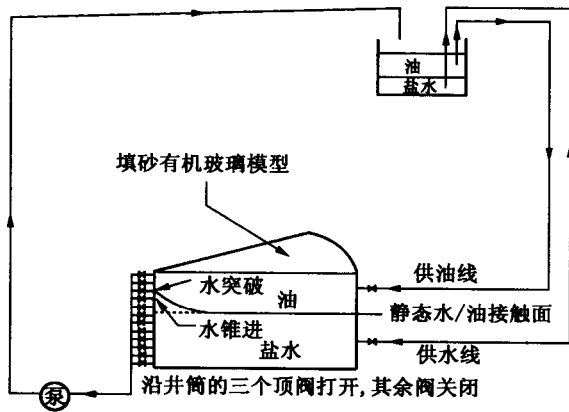 油
盐水
填砂有机玻璃模型
水突破
油
供油线
静态水/油接触面
水锥进
盐水
供水线
泵
沿井筒的三个顶阀打开,其余阀关闭